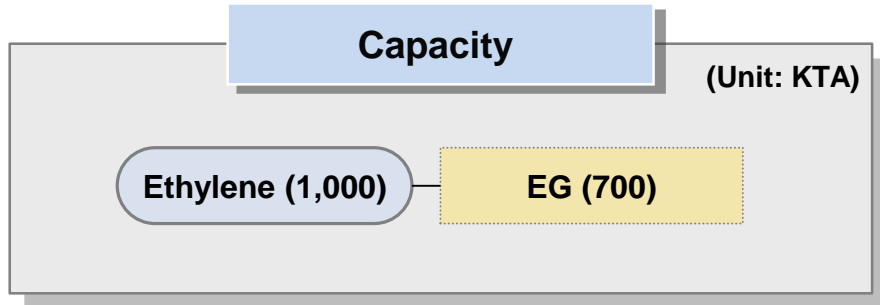 Capacity
(Unit: KTA)
Ethylene (1,000)
EG (700)